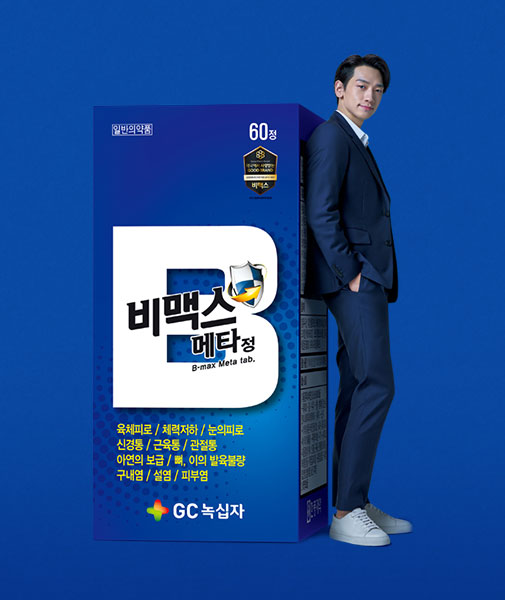 일반의약품
60정
GOOD BRAND
비맥스
B
비맥스
메타정
B-max Meta tab.
육체피로 / 체력저하 / 눈의피로
신경통 / 근육통 / 관절통
아연의 보급 / 뼈, 이의 발육불량
구내염 / 설염 / 피부염
GC녹십자